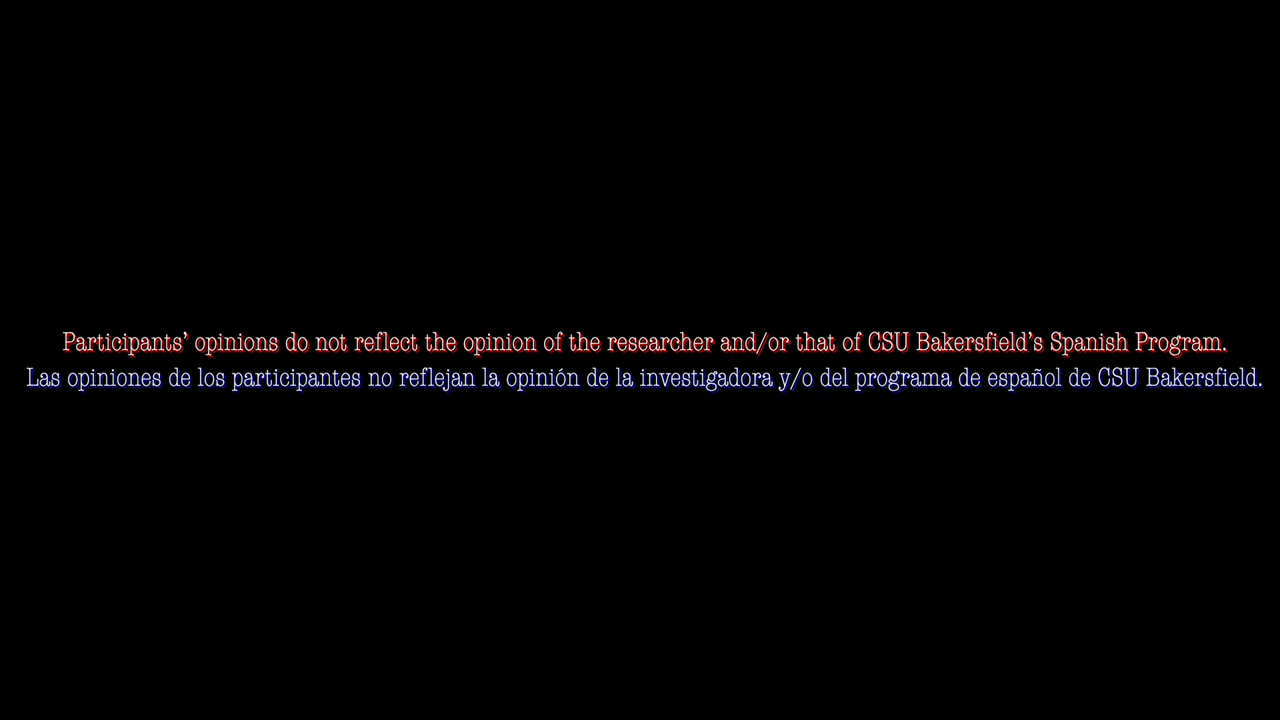 Participants’ opinions do not reflect the opinion of the researcher and/or that of CSU Bakersfield’s Spanish Program.
Las opiniones de los participantes no reflejan la opinión de la investigadora y/o del programa de español de CSU Bakersfield.